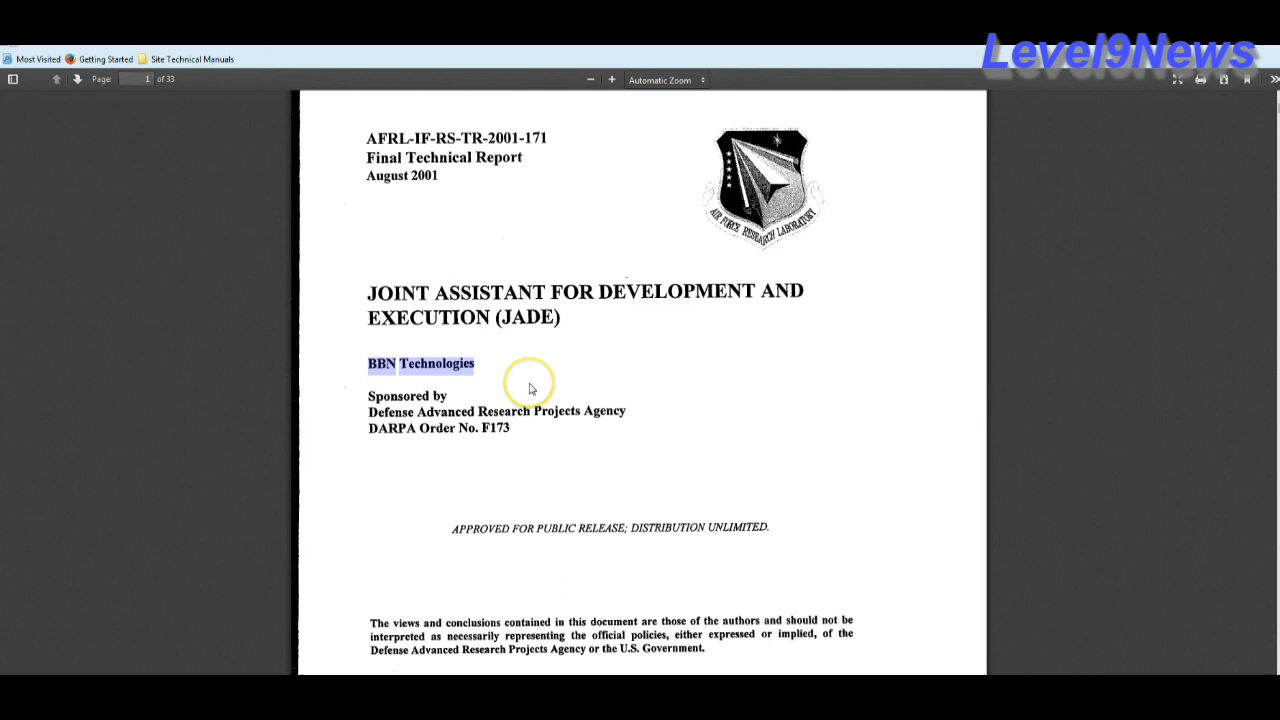 Level9News
Most Visited Getting Started Site Technical Manuals
Page: 1 of 33 Automatic Zoom
AFRL-IF-RS-TR-2001-171
Final Technical Report
August 2001
AIR FORCE RESEARCH LABORATORY
JOINT ASSISTANT FOR DEVELOPMENT AND
EXECUTION (JADE)
BBN Technologies
Sponsored by
Defense Advanced Research Projects Agency
DARPA Order No. F173
APPROVED FOR PUBLIC RELEASE; DISTRIBUTION UNLIMITED.
The views and conclusions contained in this document are those of the authors and should not be
interpreted as necessarily representing the official policies, either expressed or implied, of the
Defense Advanced Research Projects Agency or the U.S. Government.